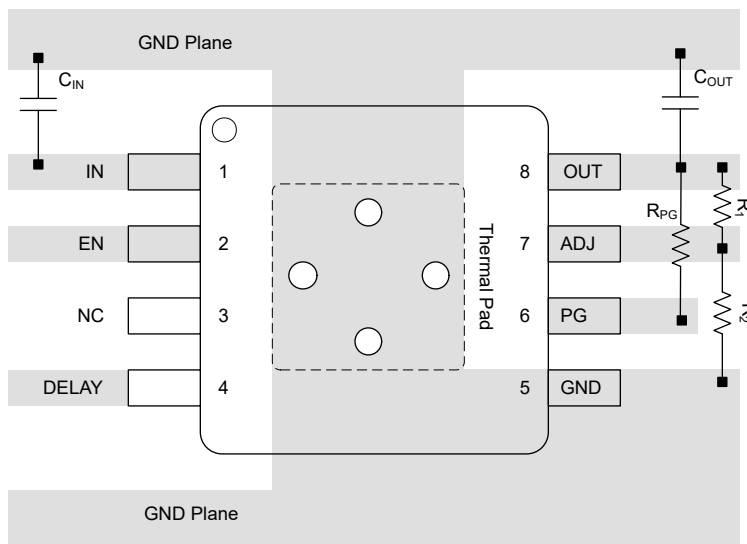 GND Plane
CIN
COUT
IN 1 8 OUT
RPG
R1
EN 2 7 ADJ
Thermal Pad
NC 3 6 PG
R2
DELAY 4 5 GND
GND Plane